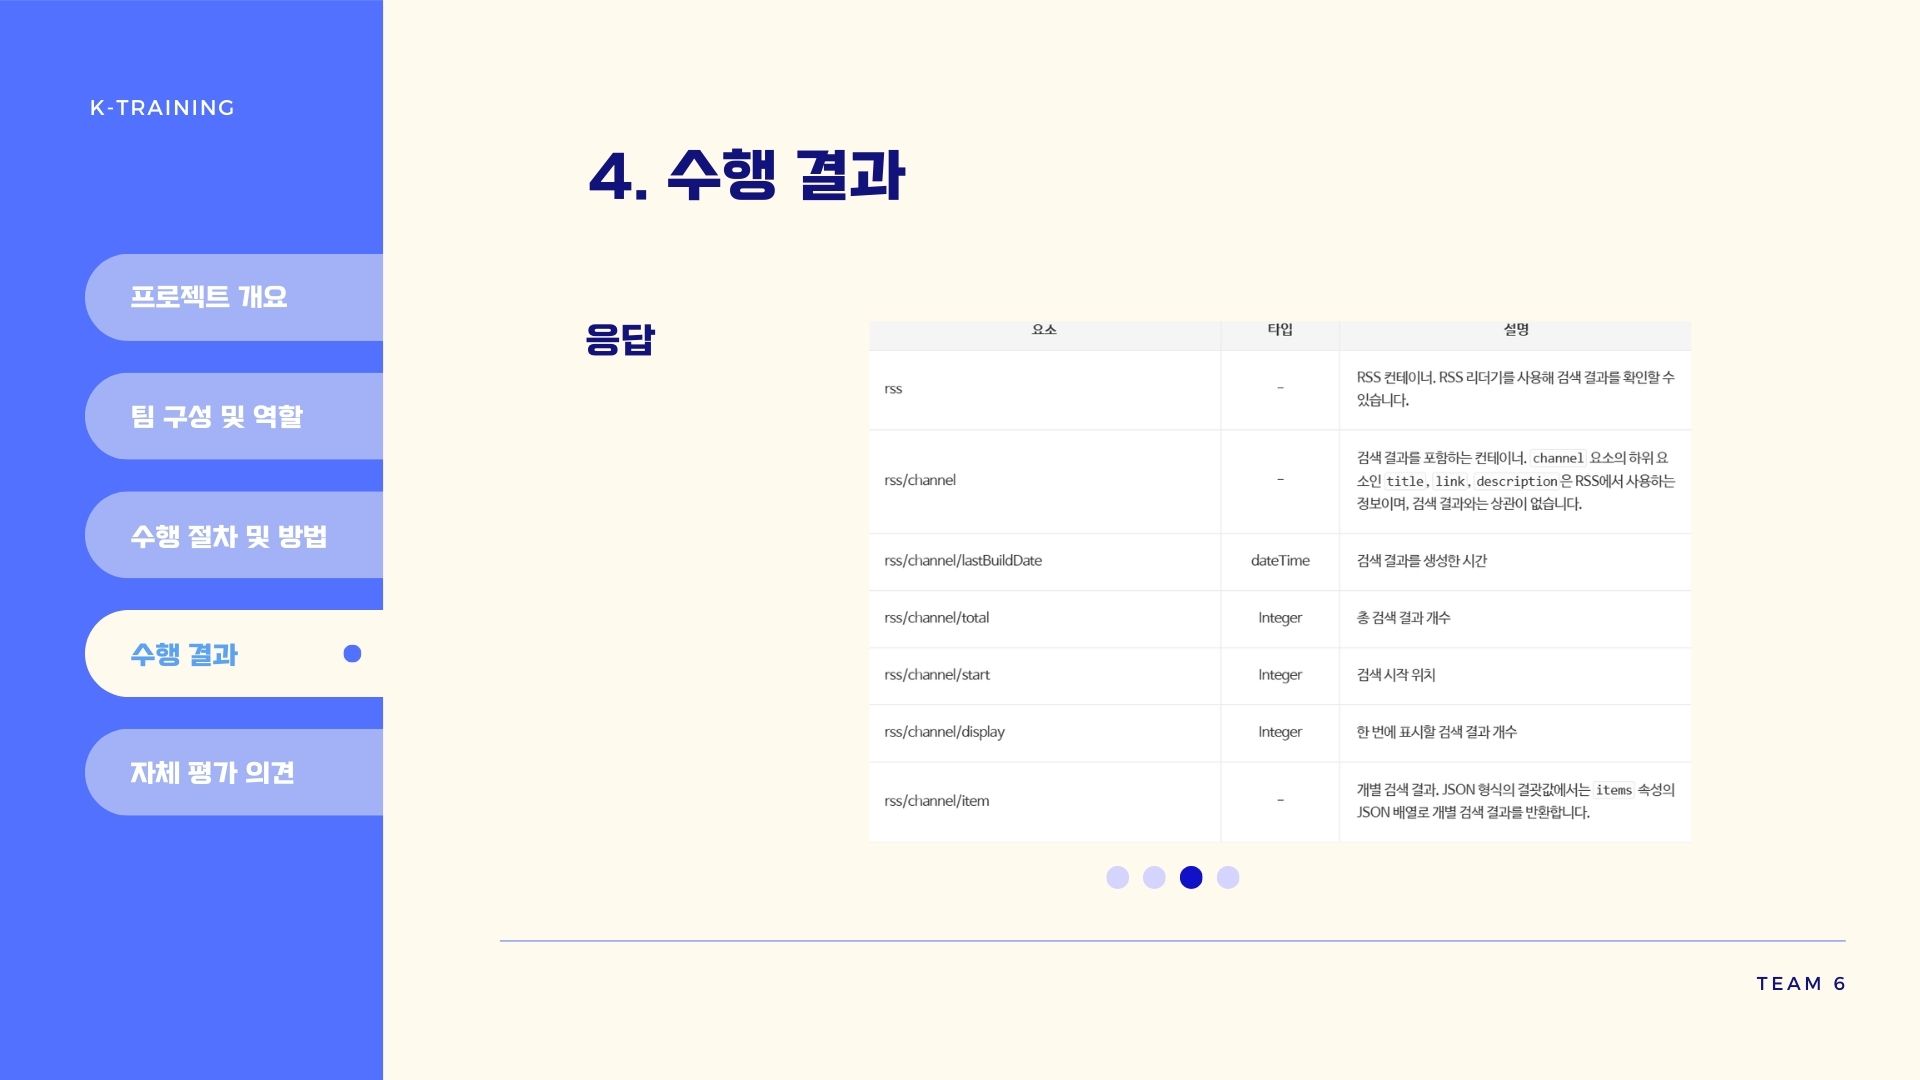 K-TRAINING
프로젝트 개요
팀 구성 및 역할
수행 절차 및 방법
수행 결과
자체 평가 의견
4. 수행 결과
응답
요소 타입 설명
rss - RSS 컨테이너. RSS 리더기를 사용해 검색 결과를 확인할 수
있습니다.
rss/channel - 검색 결과를 포함하는 컨테이너. channel 요소의 하위 요
소인 title, link, description은 RSS에서 사용하는
정보이며, 검색 결과와는 상관이 없습니다.
rss/channel/lastBuildDate dateTime 검색 결과를 생성한 시간
rss/channel/total Integer 총 검색 결과 개수
rss/channel/start Integer 검색 시작 위치
rss/channel/display Integer 한 번에 표시할 검색 결과 개수
rss/channel/item - 개별 검색 결과. JSON 형식의 결괏값에서는 items 속성의
JSON 배열로 개별 검색 결과를 반환합니다.
TEAM 6